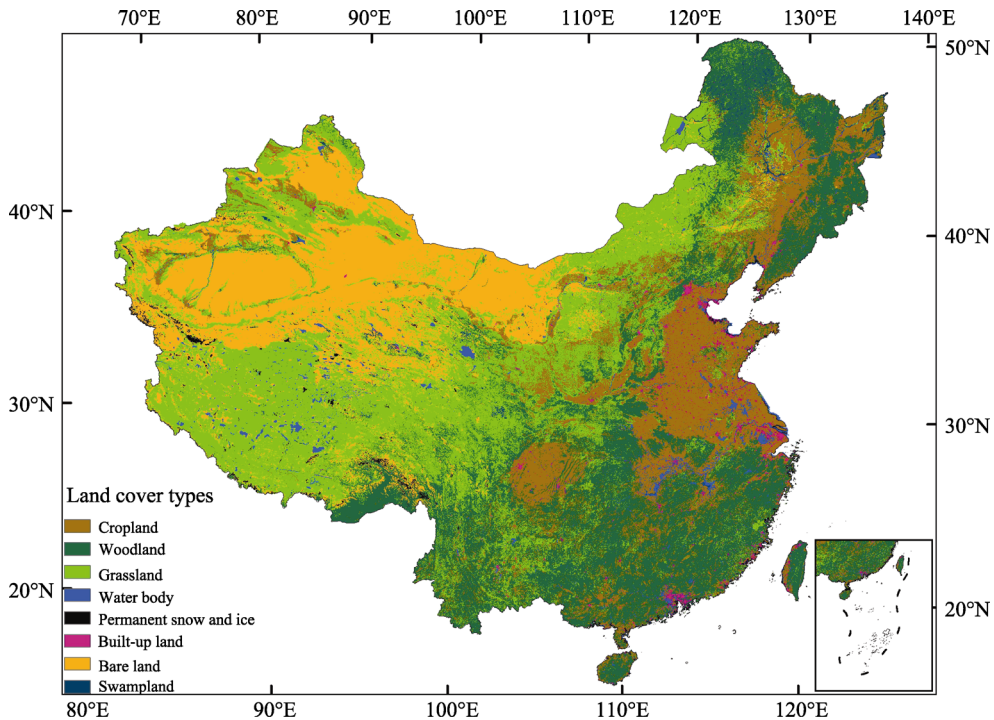 70°E 80°E 90°E 100°E 110°E 120°E 130°E 140°E
50°N
40°N
40°N
30°N
30°N
20°N
20°N
Land cover types
Cropland
Woodland
Grassland
Water body
Permanent snow and ice
Built-up land
Bare land
Swampland
80°E 90°E 100°E 110°E 120°E